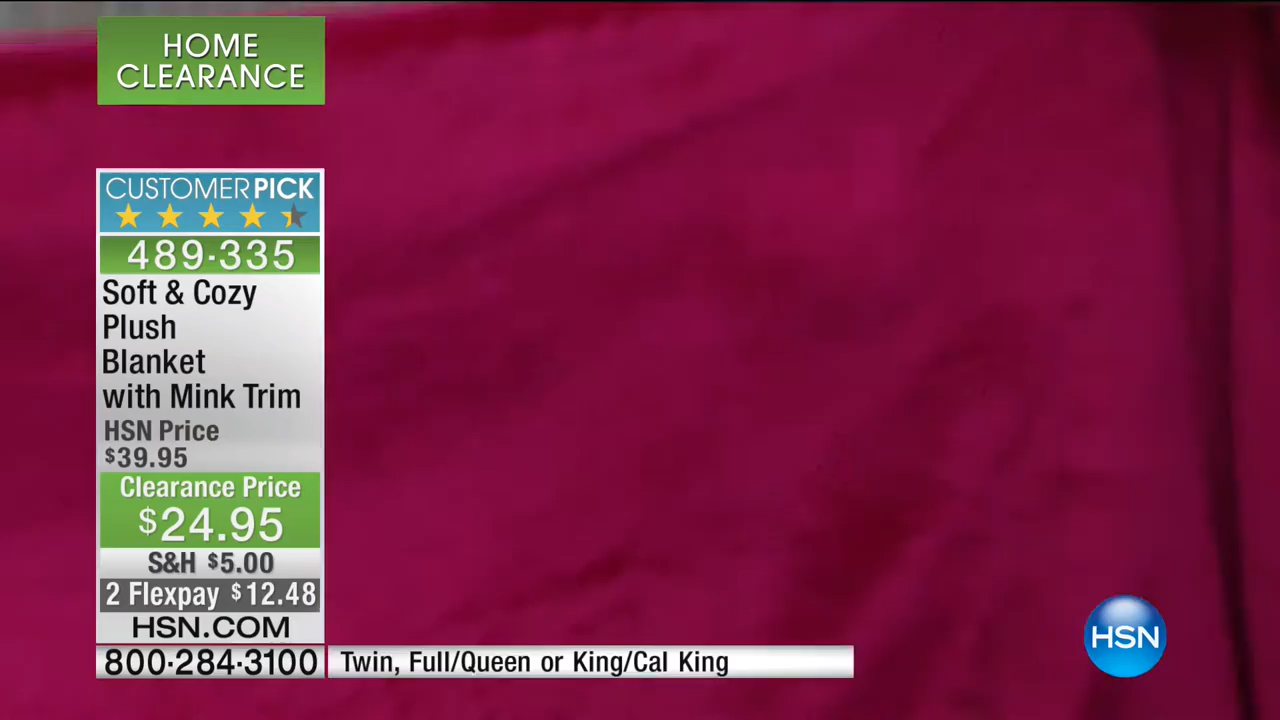 HOME
CLEARANCE
CUSTOMERPICK
489·335
Soft & Cozy
Plush
Blanket
with Mink Trim
HSN Price
$39.95
Clearance Price
$24.95
S&H $5.00
2 Flexpay $12.48
HSN.COM
800·284·3100
Twin, Full/Queen or King/Cal King
HSN